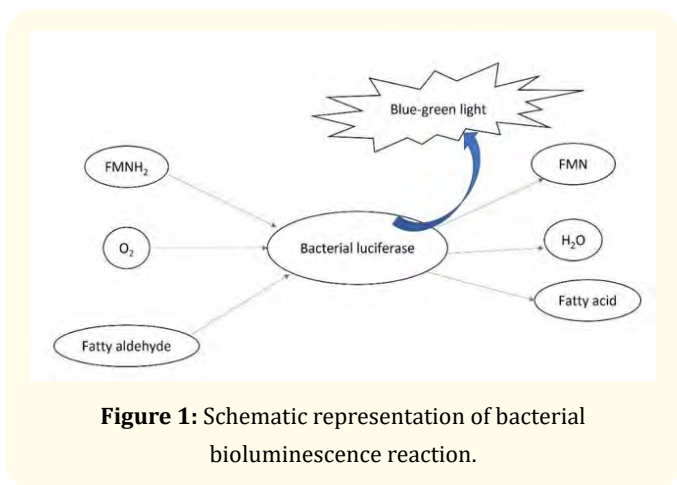 Blue-green light
FMNH₂
FMN
O₂
Bacterial luciferase
H₂O
Fatty acid
Fatty aldehyde
Figure 1: Schematic representation of bacterial
bioluminescence reaction.